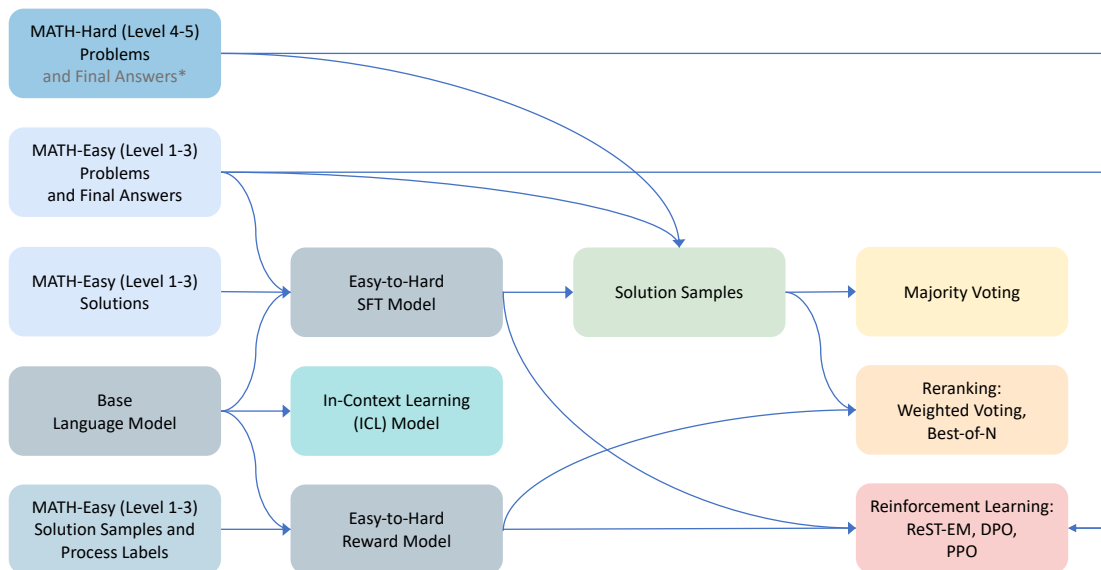 MATH-Hard (Level 4-5)
Problems
and Final Answers*
MATH-Easy (Level 1-3)
Problems
and Final Answers
MATH-Easy (Level 1-3)
Solutions
Easy-to-Hard
SFT Model
Solution Samples
Majority Voting
Base
Language Model
In-Context Learning
(ICL) Model
Reranking:
Weighted Voting,
Best-of-N
MATH-Easy (Level 1-3)
Solution Samples and
Process Labels
Easy-to-Hard
Reward Model
Reinforcement Learning:
ReST-EM, DPO,
PPO